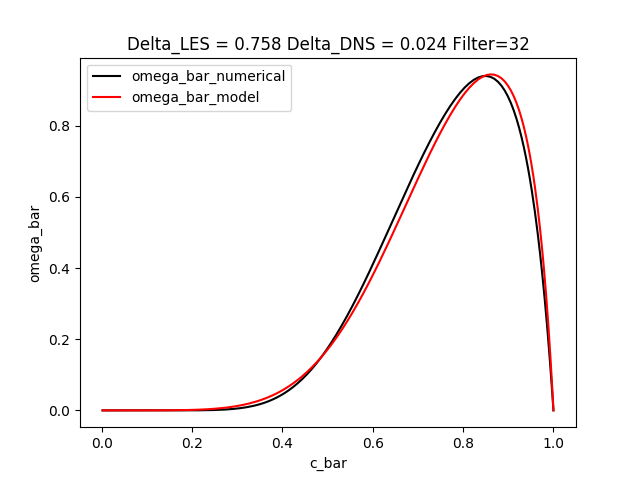 Delta_LES = 0.758 Delta_DNS = 0.024 Filter=32
omega_bar_numerical
omega_bar_model
omega_bar
0.8
0.6
0.4
0.2
0.0
0.0 0.2 0.4 0.6 0.8 1.0
c_bar